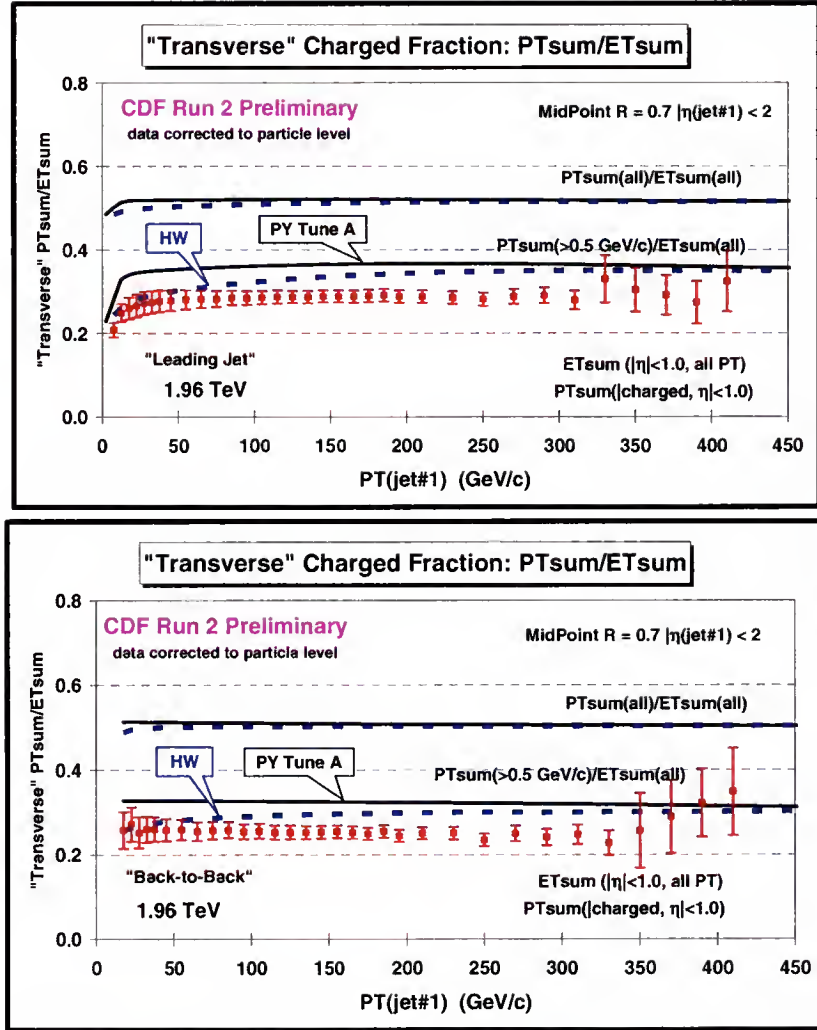 "Transverse" Charged Fraction: PTsum/ETsum
CDF Run 2 Preliminary
data corrected to particle level
MidPoint R = 0.7 |η(jet#1) < 2
PTsum(all)/ETsum(all)
HW
PY Tune A
PTsum(>0.5 GeV/c)/ETsum(all)
"Leading Jet"
1.96 TeV
ETsum (|η|<1.0, all PT)
PTsum(|charged, η|<1.0)
"Transverse" PTsum/ETsum
0.8
0.6
0.4
0.2
0.0
0 50 100 150 200 250 300 350 400 450
PT(jet#1) (GeV/c)
"Transverse" Charged Fraction: PTsum/ETsum
CDF Run 2 Preliminary
data corrected to particle level
MidPoint R = 0.7 |η(jet#1) < 2
PTsum(all)/ETsum(all)
HW
PY Tune A
PTsum(>0.5 GeV/c)/ETsum(all)
"Back-to-Back"
1.96 TeV
ETsum (|η|<1.0, all PT)
PTsum(|charged, η|<1.0)
"Transverse" PTsum/ETsum
0.8
0.6
0.4
0.2
0.0
0 50 100 150 200 250 300 350 400 450
PT(jet#1) (GeV/c)